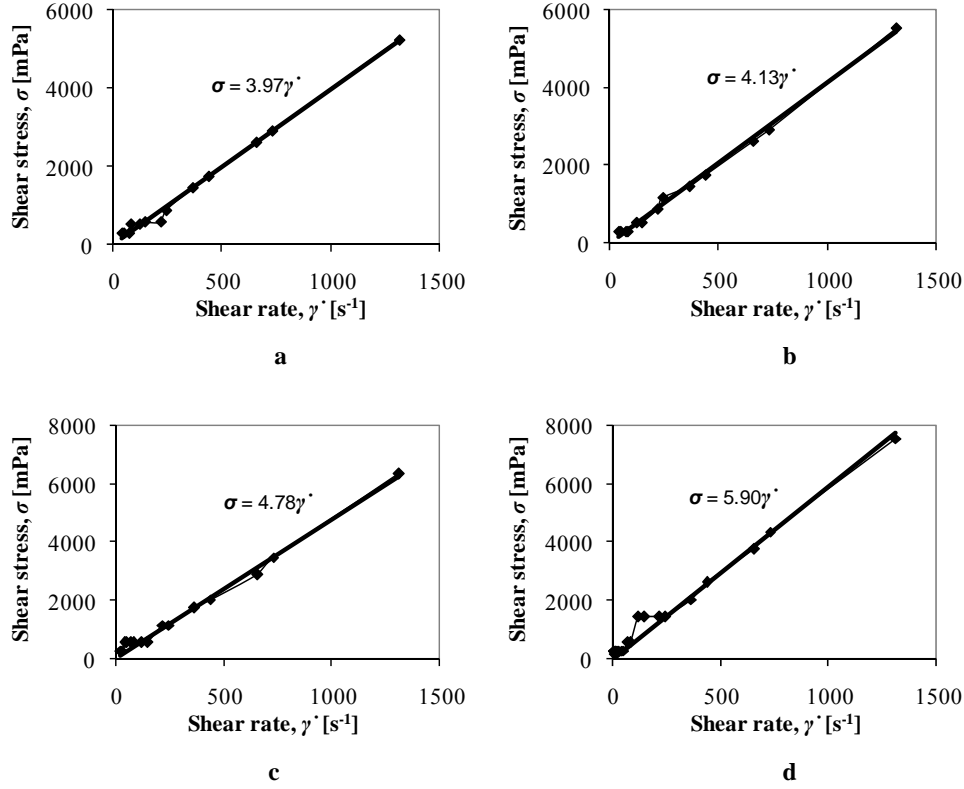 6000
4000
2000
0
Shear stress, σ [mPa]
σ = 3.97γ˙
0 500 1000 1500
Shear rate, γ˙ [s⁻¹]
a
6000
4000
2000
0
Shear stress, σ [mPa]
σ = 4.13γ˙
0 500 1000 1500
Shear rate, γ˙ [s⁻¹]
b
8000
6000
4000
2000
0
Shear stress, σ [mPa]
σ = 4.78γ˙
0 500 1000 1500
Shear rate, γ˙ [s⁻¹]
c
8000
6000
4000
2000
0
Shear stress, σ [mPa]
σ = 5.90γ˙
0 500 1000 1500
Shear rate, γ˙ [s⁻¹]
d